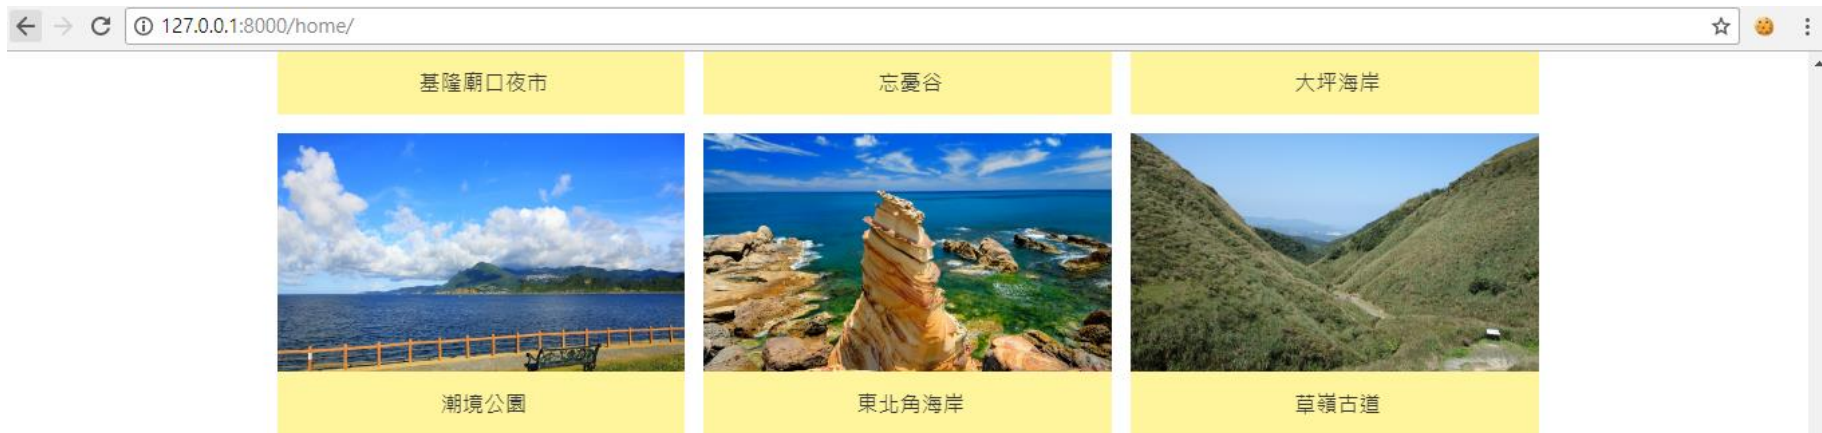 127.0.0.1:8000/home/
基隆廟口夜市
忘憂谷
大坪海岸
潮境公園
東北角海岸
草嶺古道